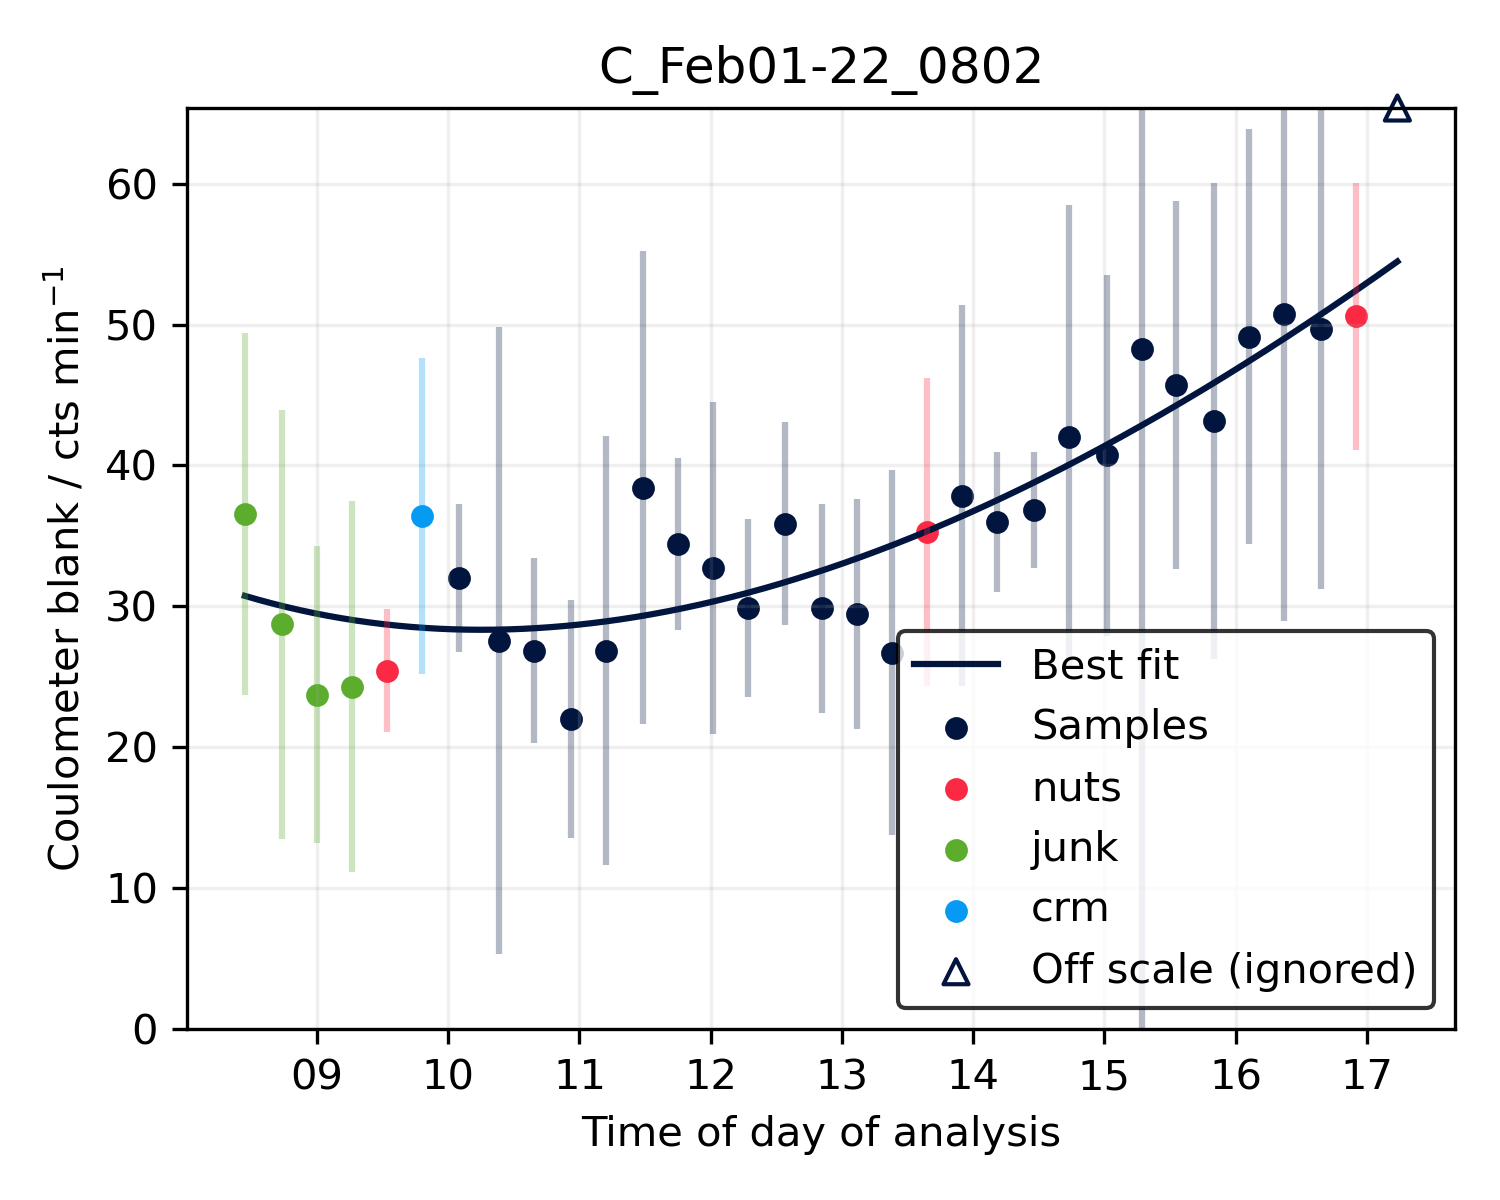 C_Feb01-22_0802
Coulometer blank / cts min⁻¹
60
50
40
30
20
10
0
09 10 11 12 13 14 15 16 17
Time of day of analysis
Best fit
Samples
nuts
junk
crm
Off scale (ignored)